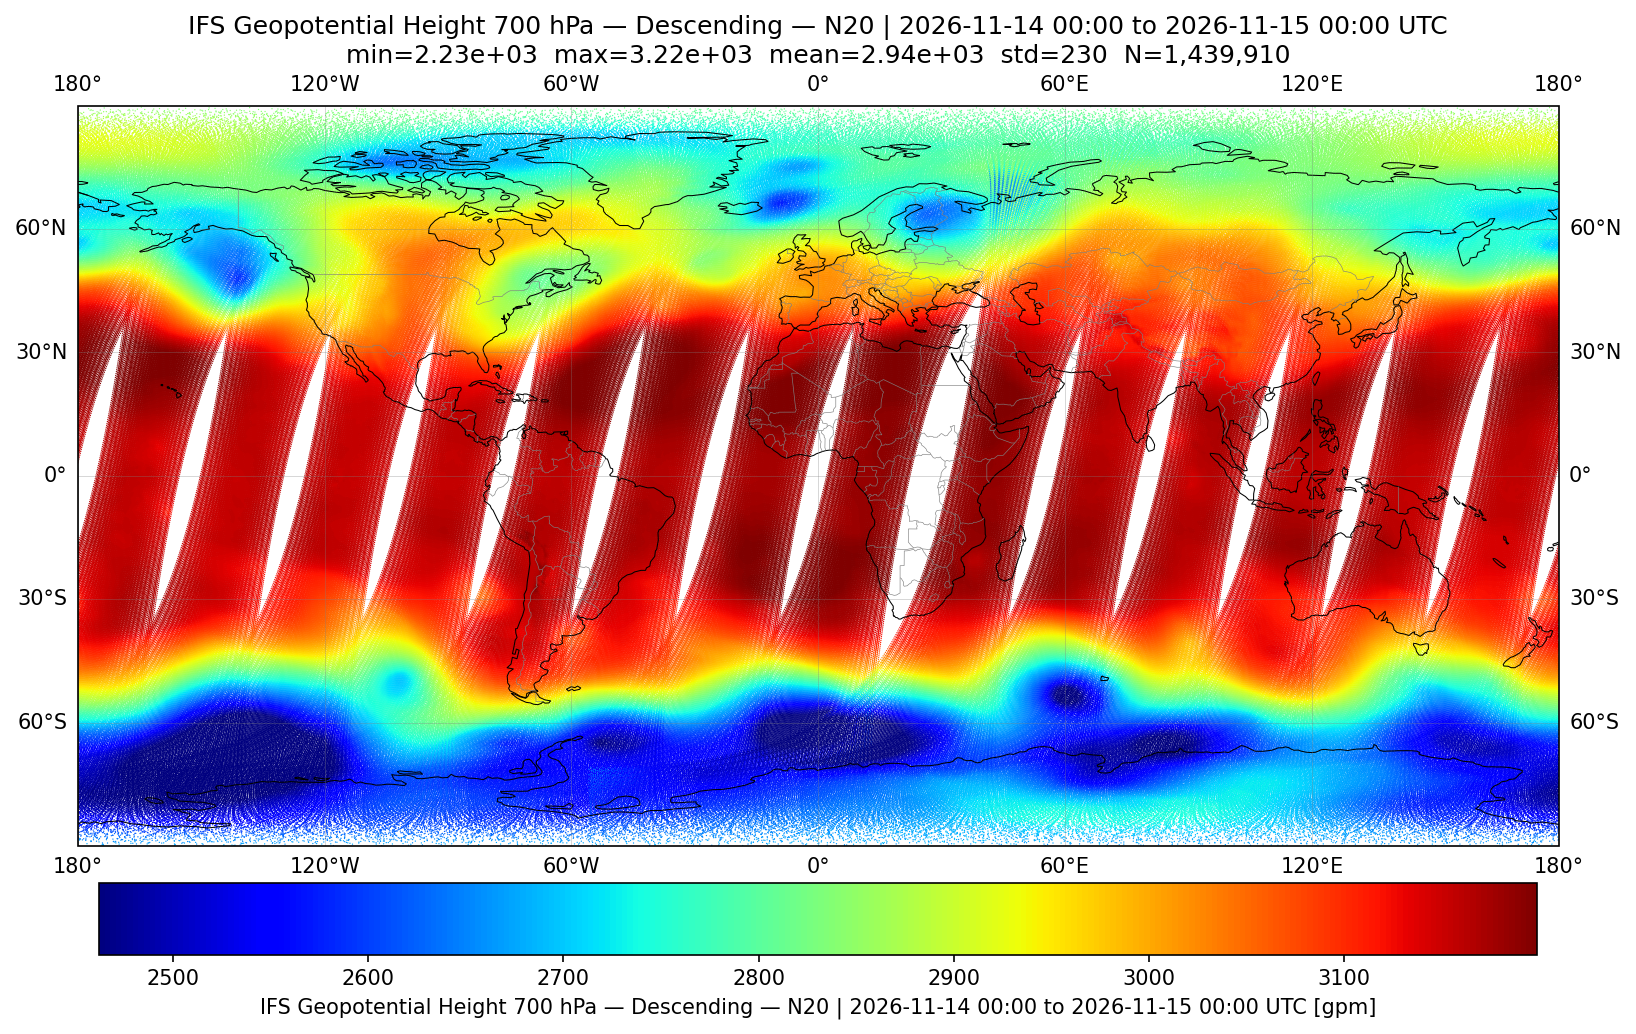 IFS Geopotential Height 700 hPa — Descending — N20 | 2026-11-14 00:00 to 2026-11-15 00:00 UTC
min=2.23e+03  max=3.22e+03  mean=2.94e+03  std=230  N=1,439,910
180° 120°W 60°W 0° 60°E 120°E 180°
60°N 60°N
30°N 30°N
0° 0°
30°S 30°S
60°S 60°S
180° 120°W 60°W 0° 60°E 120°E 180°
2500 2600 2700 2800 2900 3000 3100
IFS Geopotential Height 700 hPa — Descending — N20 | 2026-11-14 00:00 to 2026-11-15 00:00 UTC [gpm]